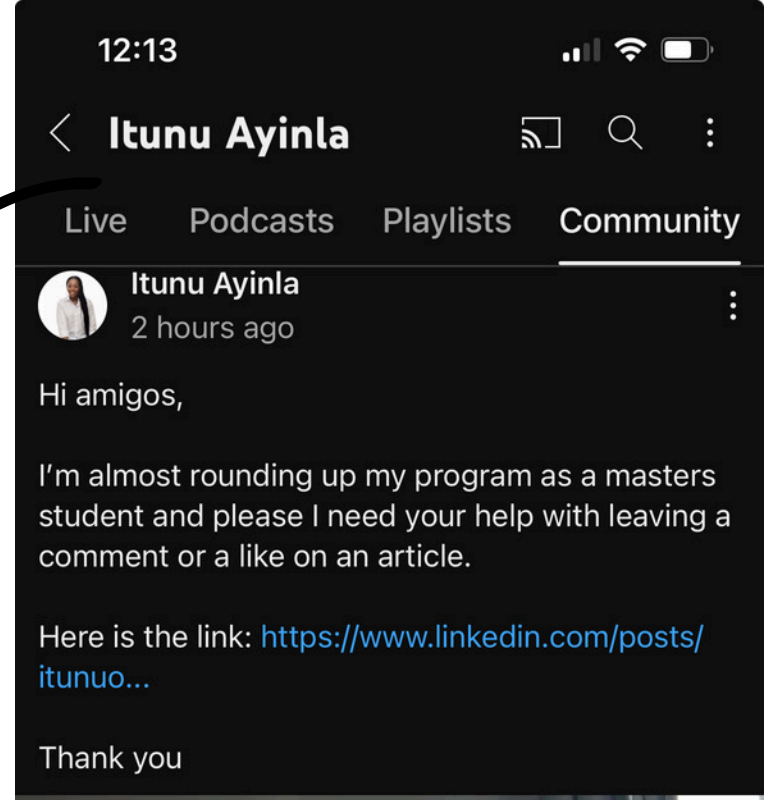 12:13
Itunu Ayinla
Live Podcasts Playlists Community
Itunu Ayinla
2 hours ago
Hi amigos,
I’m almost rounding up my program as a masters
student and please I need your help with leaving a
comment or a like on an article.
Here is the link: https://www.linkedin.com/posts/
itunuo...
Thank you